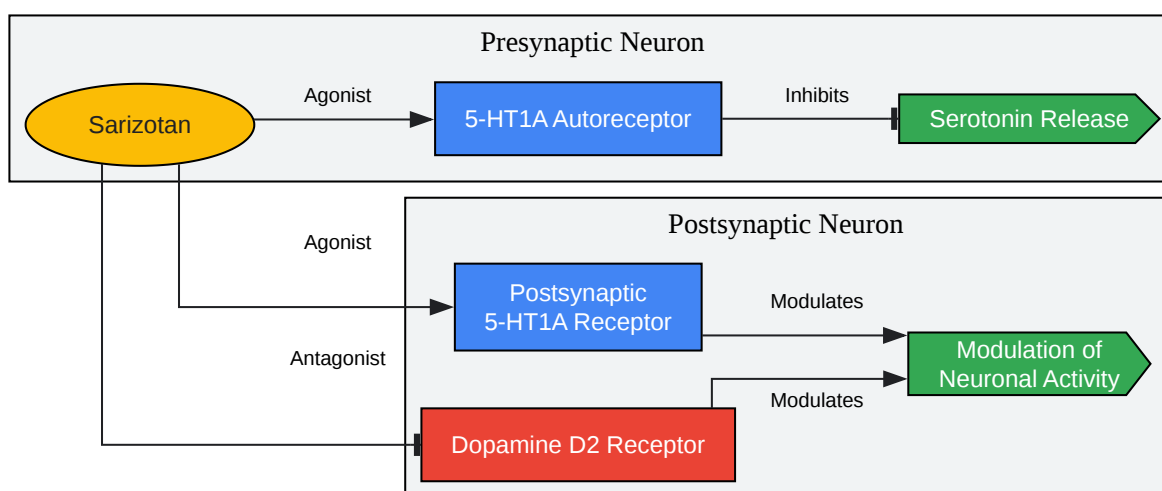 Presynaptic Neuron
Sarizotan
Agonist
5-HT1A Autoreceptor
Inhibits
Serotonin Release
Postsynaptic Neuron
Agonist
Postsynaptic
5-HT1A Receptor
Modulates
Modulation of
Neuronal Activity
Antagonist
Modulates
Dopamine D2 Receptor